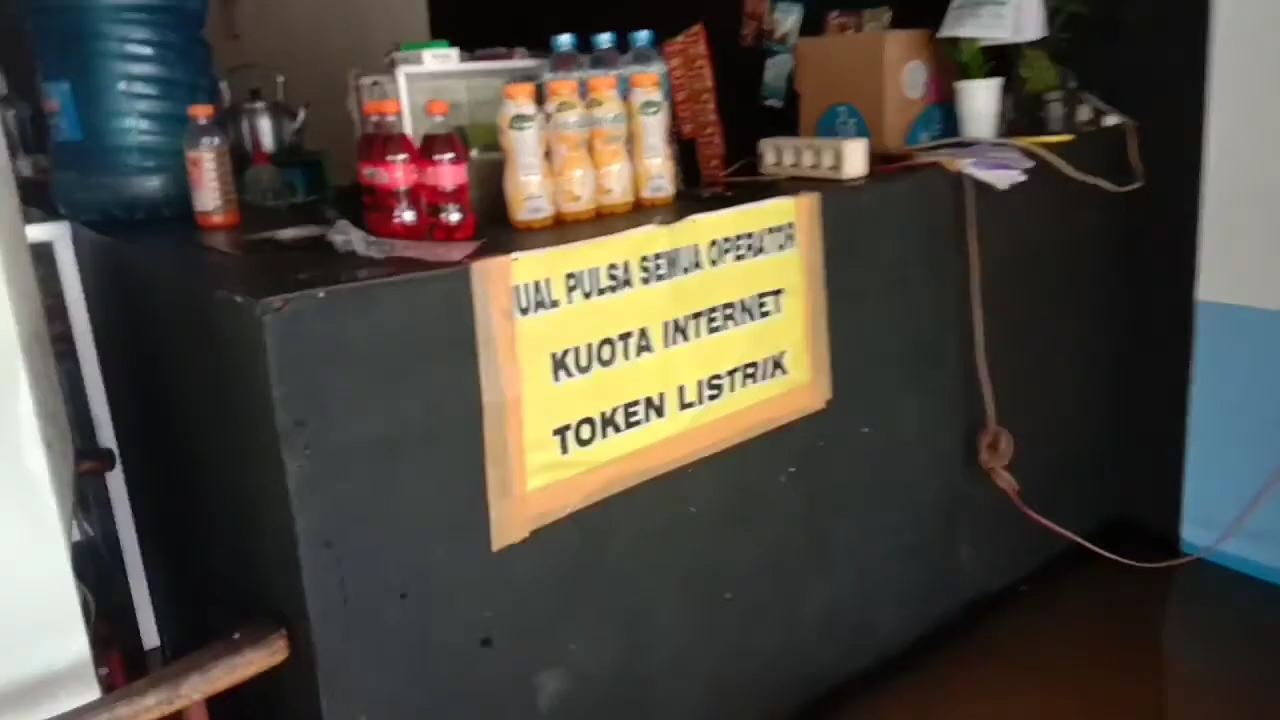 UAL PULSA SEMUA OPERATOR
KUOTA INTERNET
TOKEN LISTRIK